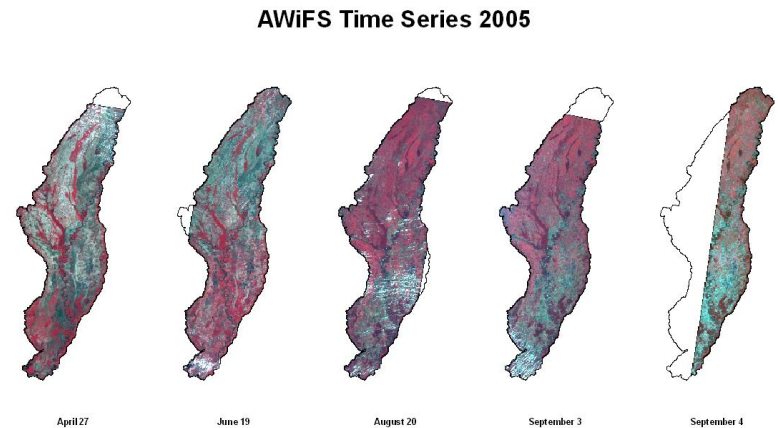 AWiFS Time Series 2005
April 27
June 19
August 20
September 3
September 4